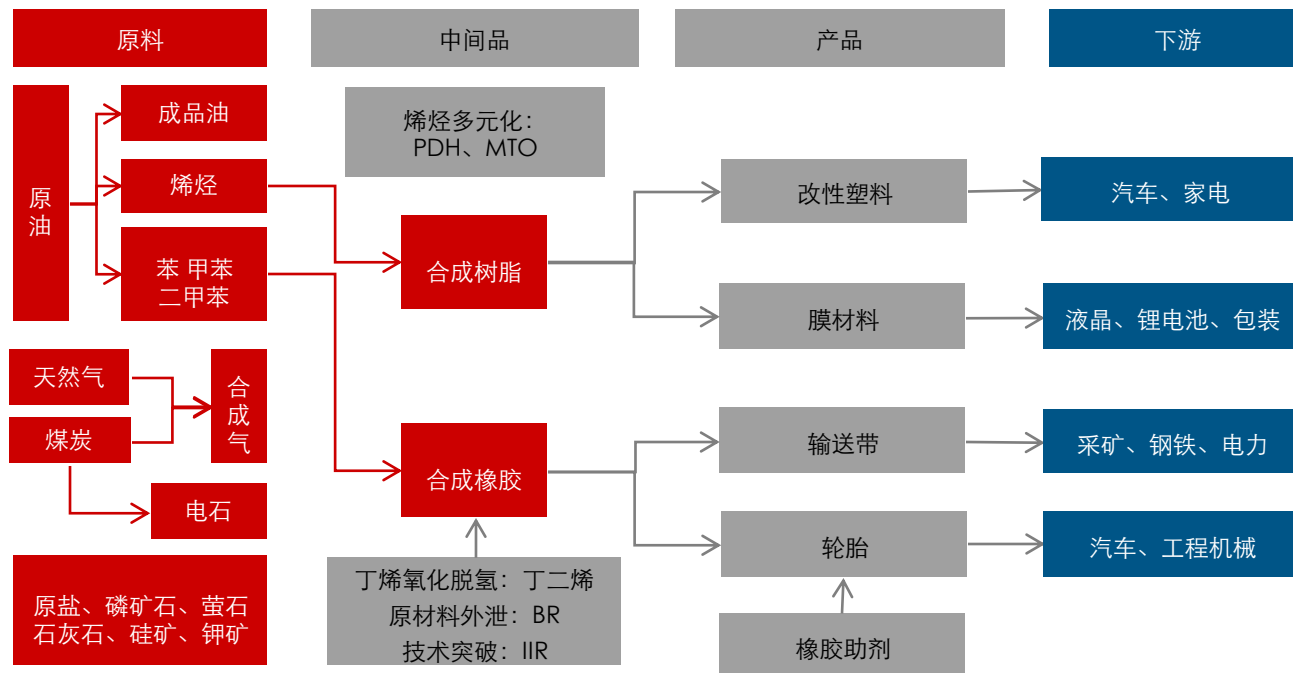 原料
中间品
产品
下游
原
油
成品油
烯烃
苯 甲苯
二甲苯
天然气
煤炭
合
成
气
电石
原盐、磷矿石、萤石
石灰石、硅矿、钾矿
烯烃多元化：
PDH、MTO
合成树脂
合成橡胶
丁烯氧化脱氢：丁二烯
原材料外泄：BR
技术突破：IIR
改性塑料
膜材料
输送带
轮胎
橡胶助剂
汽车、家电
液晶、锂电池、包装
采矿、钢铁、电力
汽车、工程机械